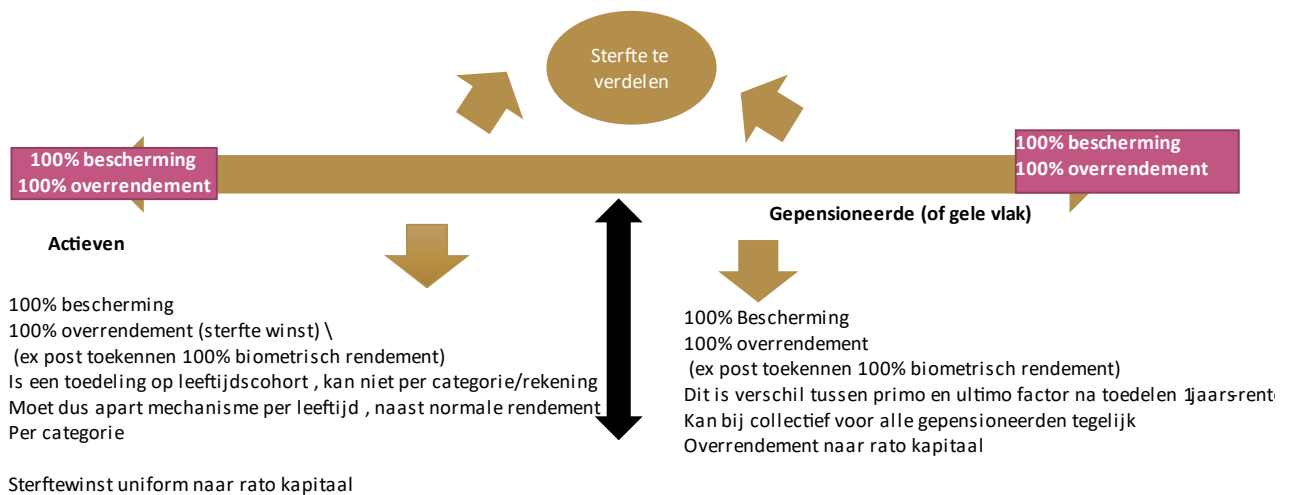 Sterfte te
verdelen
100% bescherming
100% overrendement
100% bescherming
100% overrendement
Gepensioneerde (of gele vlak)
Actieven
100% bescherming
100% overrendement (sterfte winst) \
(ex post toekennen 100% biometrisch rendement)
Is een toedeling op leeftijdscohort , kan niet per categorie/rekening
Moet dus apart mechanisme per leeftijd , naast normale rendement
Per categorie
Sterftewinst uniform naar rato kapitaal
100% Bescherming
100% overrendement
(ex post toekennen 100% biometrisch rendement)
Dit is verschil tussen primo en ultimo factor na toedelen 1jaars-rent
Kan bij collectief voor alle gepensioneerden tegelijk
Overrendement naar rato kapitaal